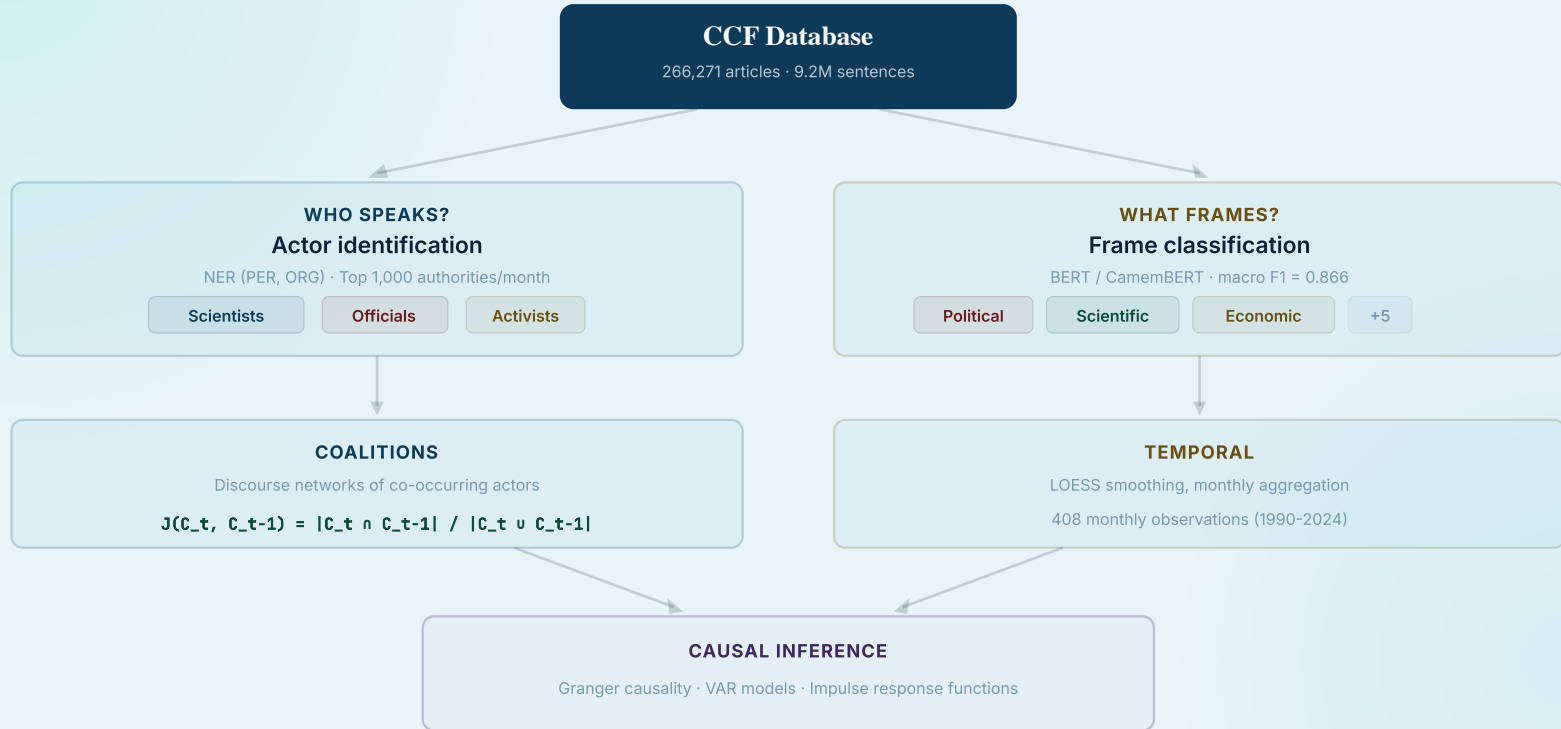 CCF Database
266,271 articles · 9.2M sentences
WHO SPEAKS?
Actor identification
NER (PER, ORG) · Top 1,000 authorities/month
Scientists
Officials
Activists
WHAT FRAMES?
Frame classification
BERT / CamemBERT · macro F1 = 0.866
Political
Scientific
Economic
+5
COALITIONS
Discourse networks of co-occurring actors
J(C_t, C_t-1) = |C_t ∩ C_t-1| / |C_t ∪ C_t-1|
TEMPORAL
LOESS smoothing, monthly aggregation
408 monthly observations (1990-2024)
CAUSAL INFERENCE
Granger causality · VAR models · Impulse response functions